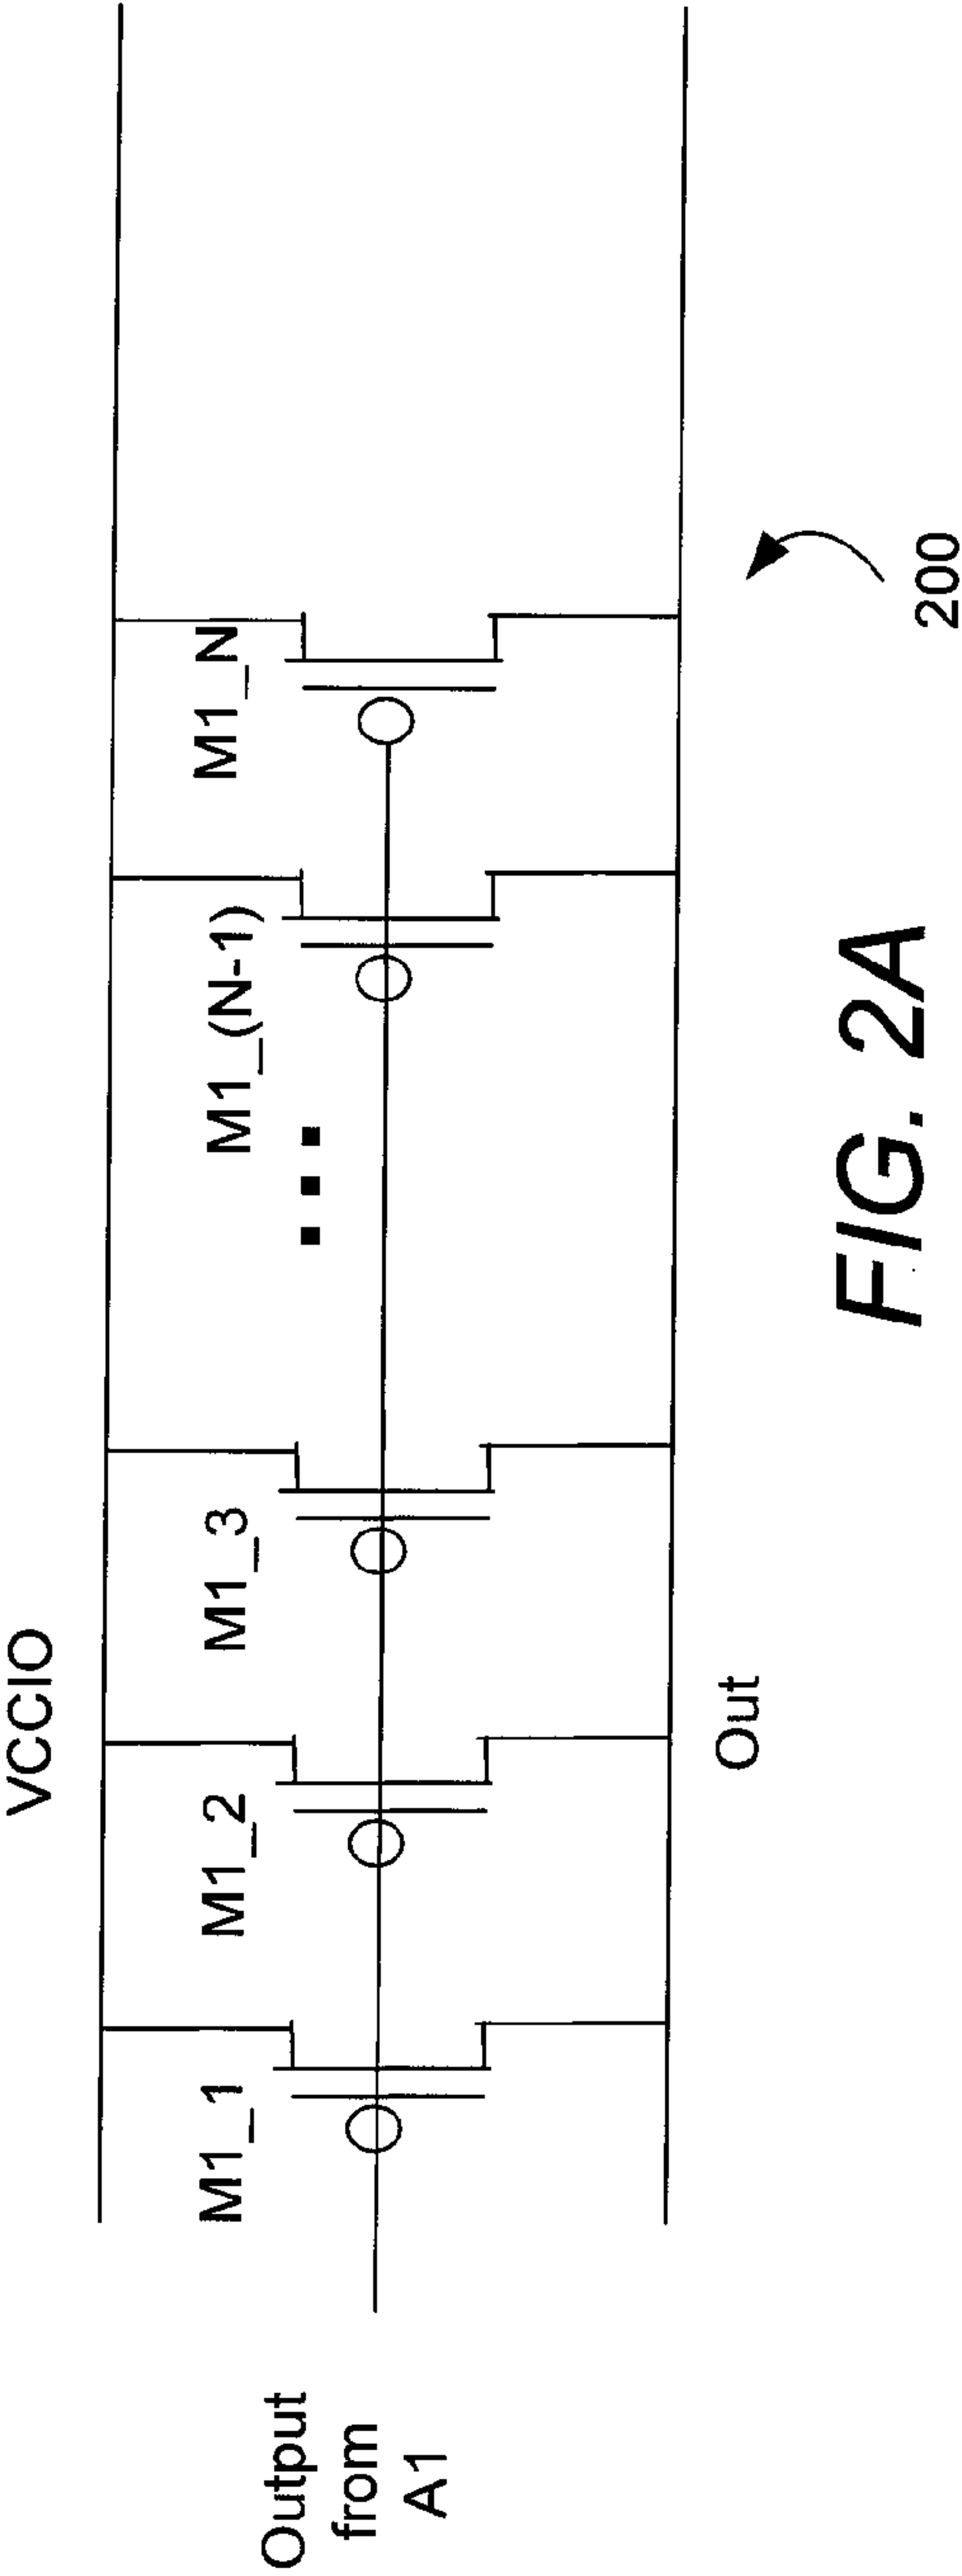 VCCIO
M1_1
M1_2
M1_3
M1_(N-1)
M1_N
Output
from
A1
Out
200
FIG. 2A